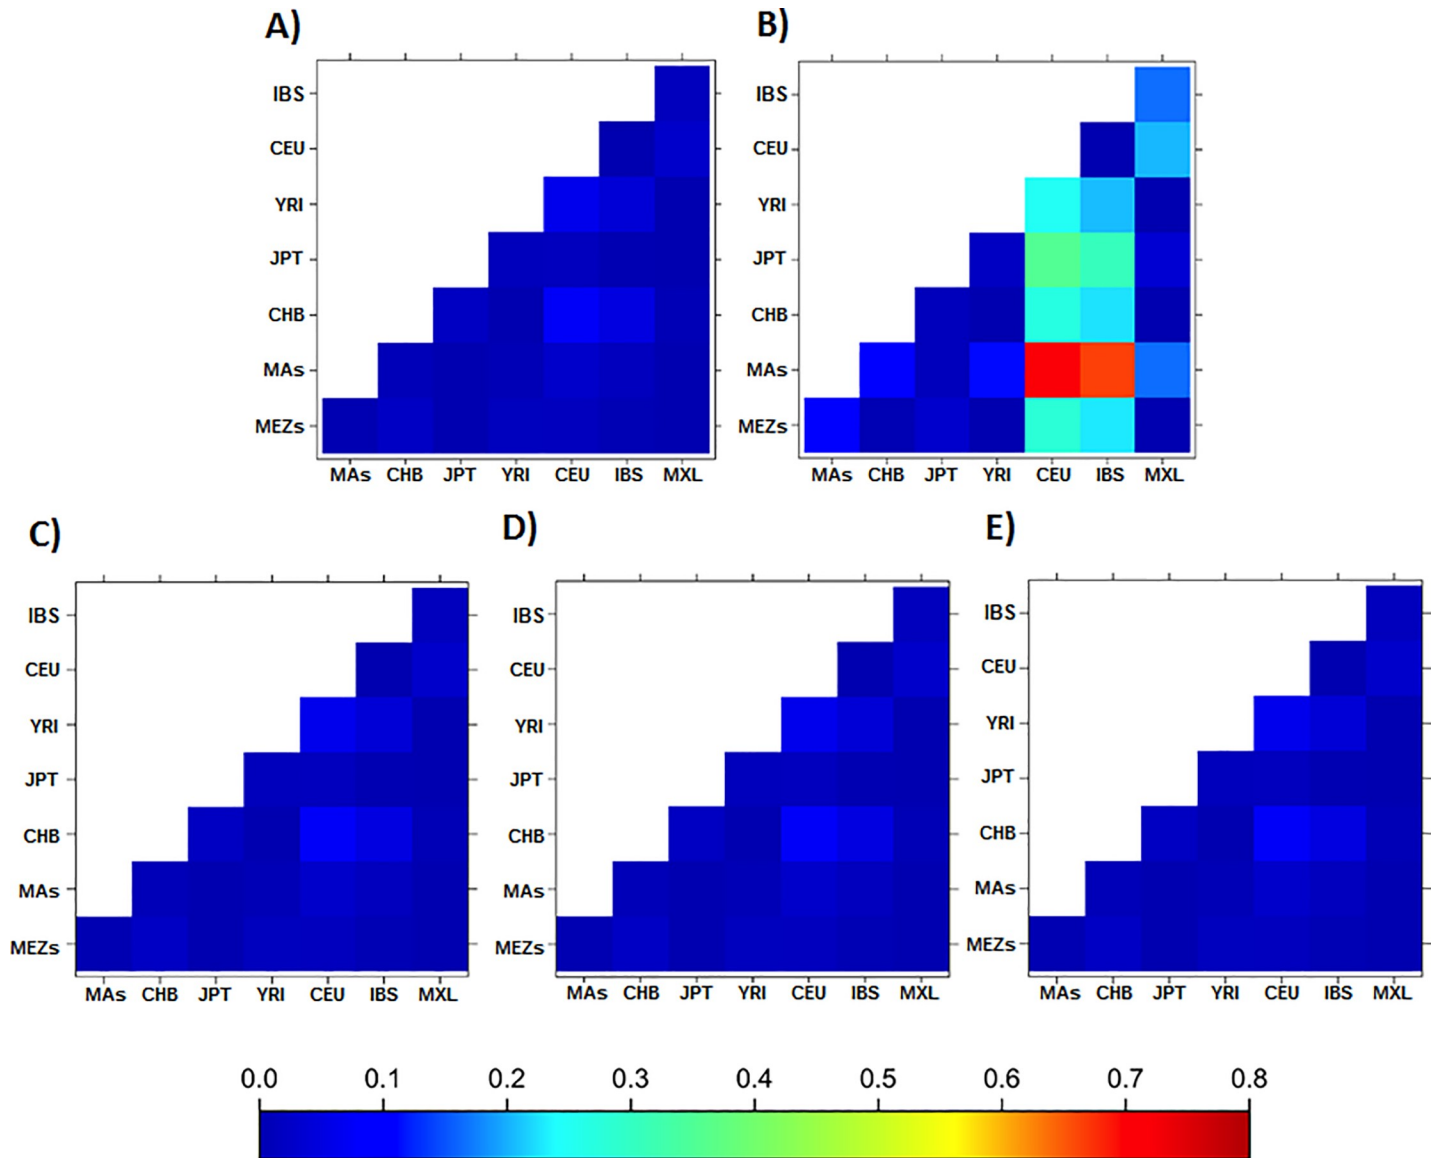 A) B)
IBS IBS
CEU CEU
YRI YRI
JPT JPT
CHB CHB
MAs MAs
MEZs MEZs
MAs CHB JPT YRI CEU IBS MXL MAs CHB JPT YRI CEU IBS MXL
C) D) E)
IBS IBS IBS
CEU CEU CEU
YRI YRI YRI
JPT JPT JPT
CHB CHB CHB
MAs MAs MAs
MEZs MEZs MEZs
MAs CHB JPT YRI CEU IBS MXL MAs CHB JPT YRI CEU IBS MXL MAs CHB JPT YRI CEU IBS MXL
0.0 0.1 0.2 0.3 0.4 0.5 0.6 0.7 0.8